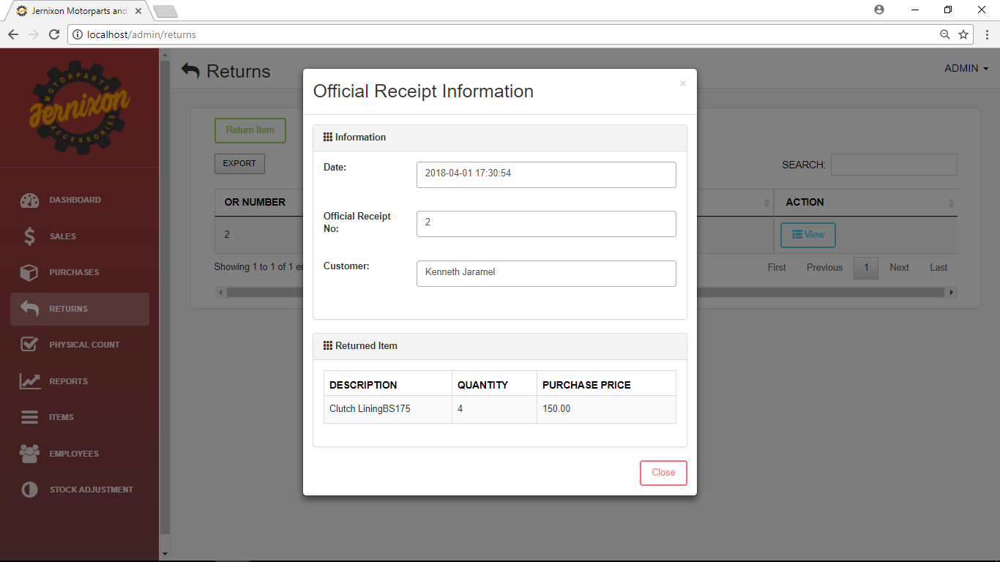 Jernixon Motorparts and
localhost/admin/returns
MOTORPARTS
Jernixon
ACCESSORIES
DASHBOARD
SALES
PURCHASES
RETURNS
PHYSICAL COUNT
REPORTS
ITEMS
EMPLOYEES
STOCK ADJUSTMENT
Returns
ADMIN
Return Item
EXPORT
SEARCH:
OR NUMBER
ACTION
2
View
Showing 1 to 1 of 1
First Previous 1 Next Last
Official Receipt Information
×
Information
Date:
2018-04-01 17:30:54
Official Receipt
No:
2
Customer:
Kenneth Jaramel
Returned Item
DESCRIPTION QUANTITY PURCHASE PRICE
Clutch LiningBS175 4 150.00
Close